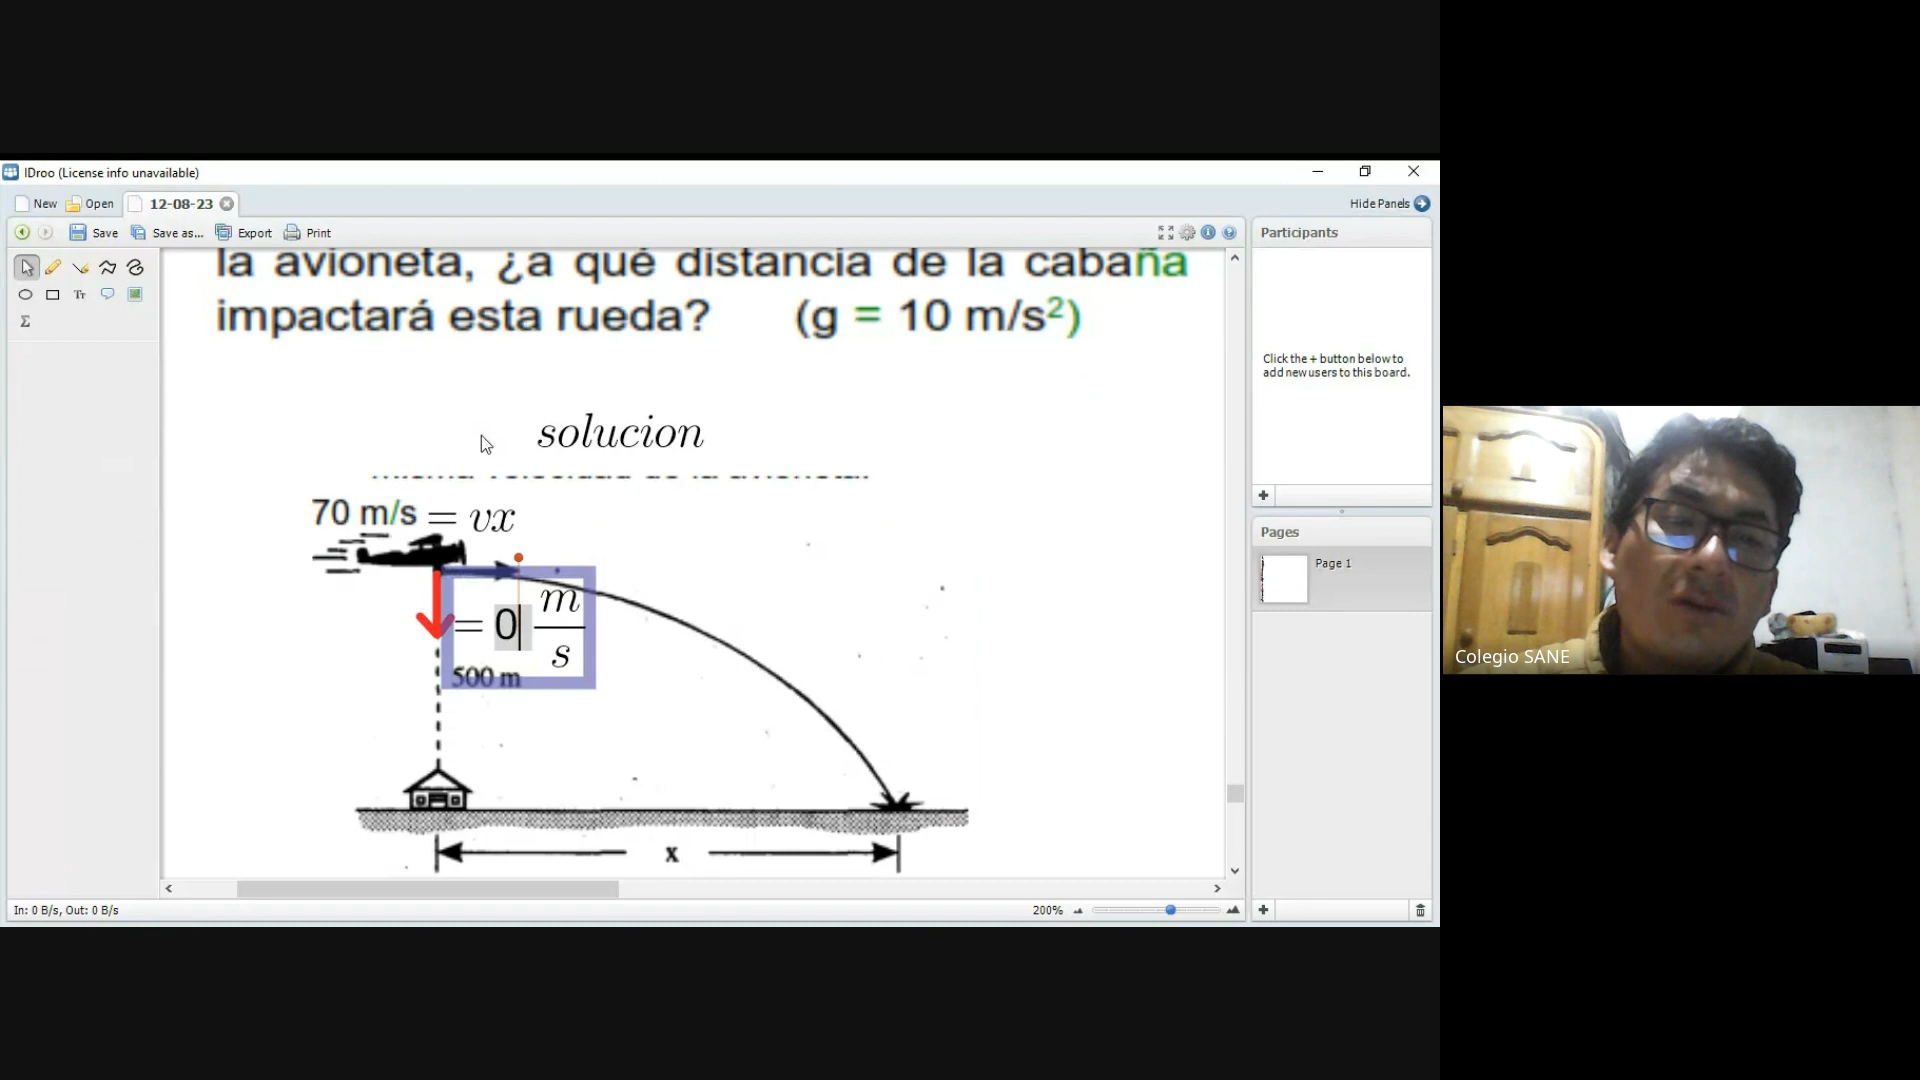 IDroo (License info unavailable)
New Open 12-08-23 Hide Panels
Save Save as... Export Print
Participants
Click the + button below to
add new users to this board.
Pages
Page 1
la avioneta, ¿a qué distancia de la cabaña
impactará esta rueda? (g = 10 m/s²)
solucion
70 m/s = vx
= 0 m/s
500 m
x
In: 0 B/s, Out: 0 B/s
200%
Colegio SANE